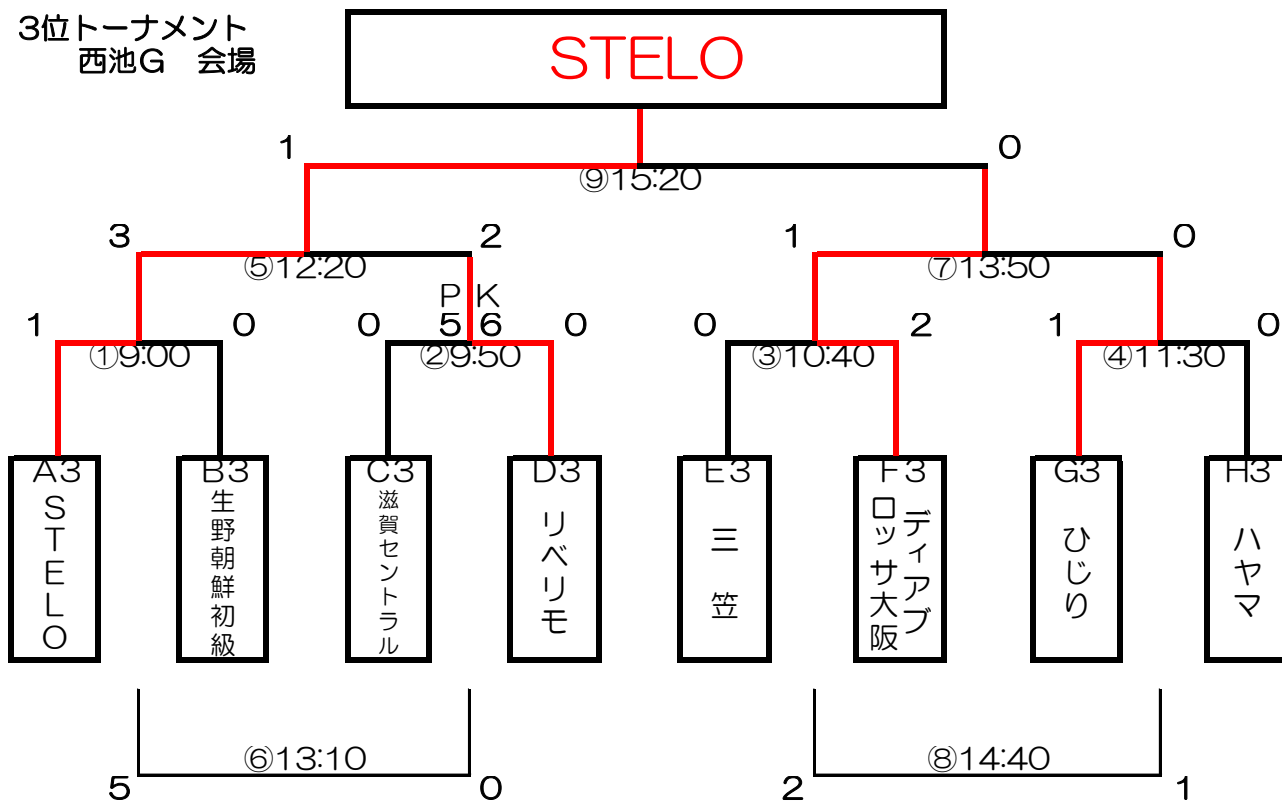 3位トーナメント
西池G 会場
STELO
1
0
⑨15:20
3
2
1
0
⑤12:20
⑦13:50
PK
1
0
0
5 6
0
0
2
1
0
①9:00
②9:50
③10:40
④11:30
A3
STELO
B3
生野朝鮮初級
C3
滋賀セントラル
D3
リベリモ
E3
三笠
F3
ディアブ
ロッサ大阪
G3
ひじり
H3
ハヤマ
⑥13:10
5
0
⑧14:40
2
1